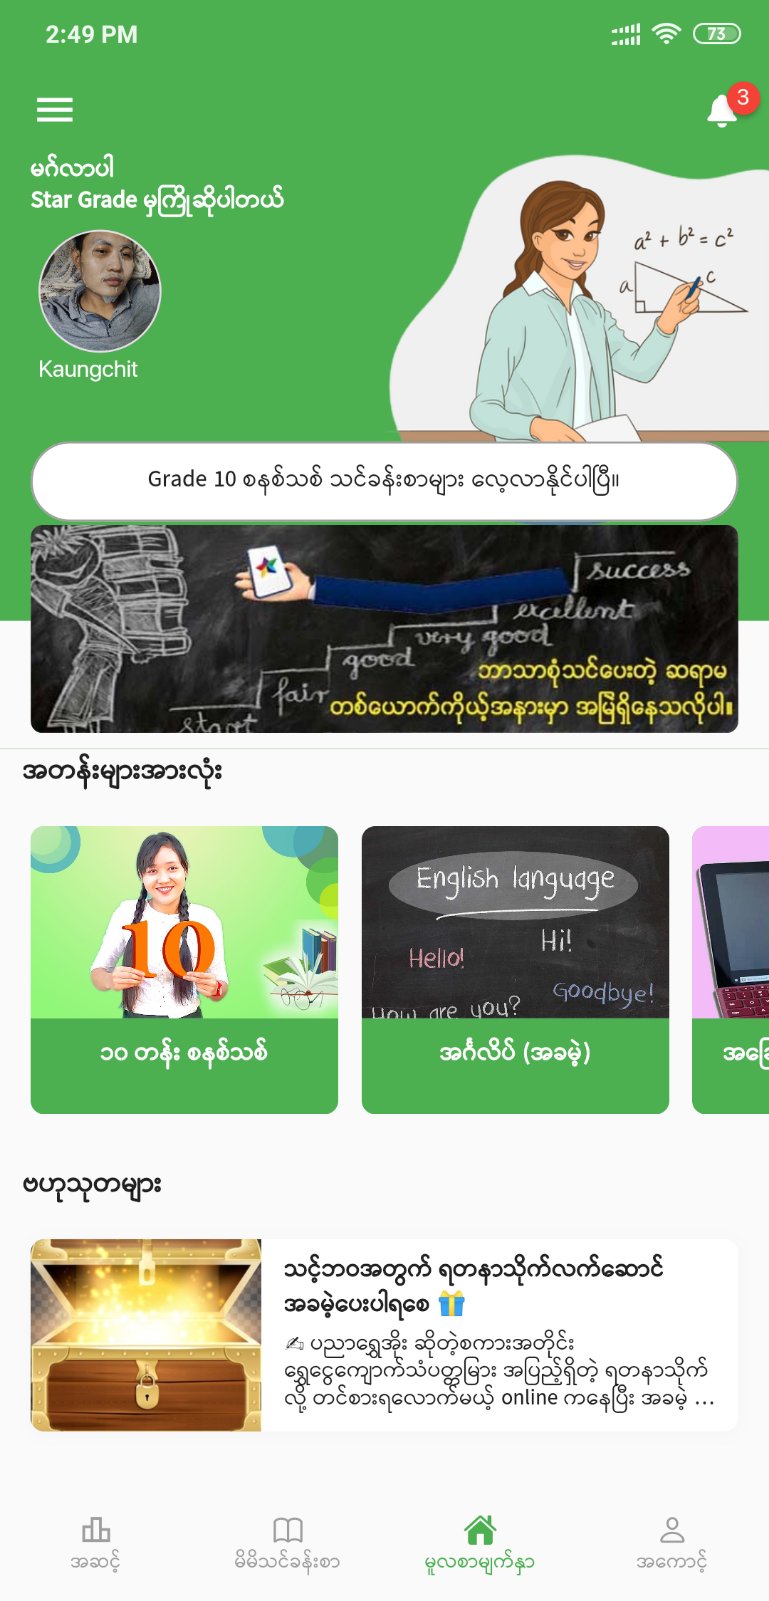 2:49 PM
73
3
မင်္ဂလာပါ
Star Grade မှကြိုဆိုပါတယ်
a² + b² = c²
a
c
Kaungchit
Grade 10 စနစ်သစ် သင်ခန်းစာများ လေ့လာနိုင်ပါပြီ။
success
excellent
very good
good
fair
start
ဘာသာစုံသင်ပေးတဲ့ ဆရာမ
တစ်ယောက်ကိုယ့်အနားမှာ အမြဲရှိနေသလိုပါ။
အတန်းများအားလုံး
10
English language
Hi!
Hello!
Goodbye!
How are you?
၁၀ တန်း စနစ်သစ်
အင်္ဂလိပ် (အခမဲ့)
ဗဟုသုတများ
သင့်ဘဝအတွက် ရတနာသိုက်လက်ဆောင်
အခမဲ့ပေးပါရစေ 🎁
✍ ပညာရွှေအိုး ဆိုတဲ့စကားအတိုင်း
ရွှေငွေကျောက်သံပတ္တမြား အပြည့်ရှိတဲ့ ရတနာသိုက်
လို့ တင်စားရလောက်မယ့် online ကနေပြီး အခမဲ့ ...
အဆင့်
မိမိသင်ခန်းစာ
မူလစာမျက်နှာ
အကောင့်